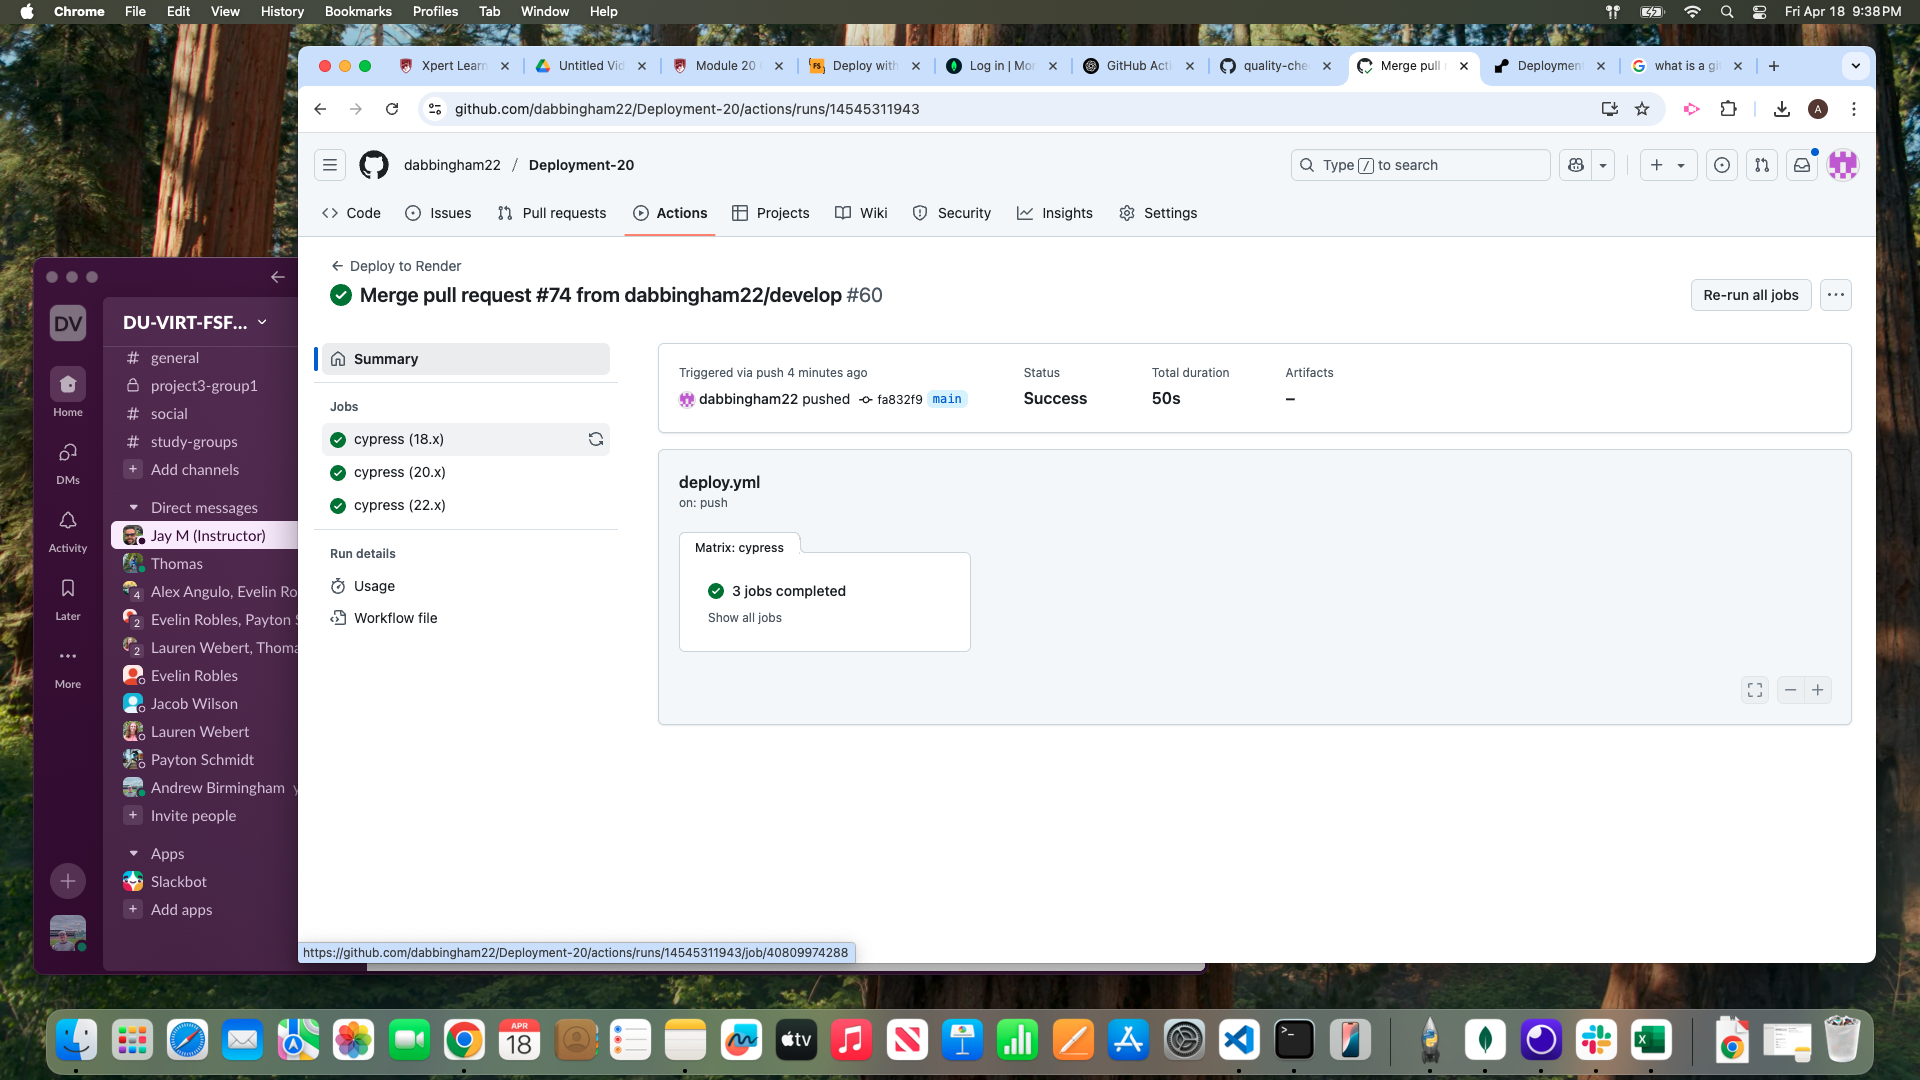 Chrome File Edit View History Bookmarks Profiles Tab Window Help Fri Apr 18 9:38 PM
Xpert Learn Untitled Vid Module 20 Deploy with Log in | Mon GitHub Acti quality-che Merge pull r Deployment what is a gi
github.com/dabbingham22/Deployment-20/actions/runs/14545311943 A
dabbingham22 / Deployment-20 Type / to search
Code Issues Pull requests Actions Projects Wiki Security Insights Settings
Deploy to Render
Merge pull request #74 from dabbingham22/develop #60
Re-run all jobs
Summary
Jobs
cypress (18.x)
cypress (20.x)
cypress (22.x)
Run details
Usage
Workflow file
Triggered via push 4 minutes ago
dabbingham22 pushed fa832f9 main
Status
Success
Total duration
50s
Artifacts
–
deploy.yml
on: push
Matrix: cypress
3 jobs completed
Show all jobs
https://github.com/dabbingham22/Deployment-20/actions/runs/14545311943/job/40809974288
DV
Home
DMs
Activity
Later
More
DU-VIRT-FSF...
# general
project3-group1
# social
# study-groups
+ Add channels
Direct messages
Jay M (Instructor)
Thomas
4 Alex Angulo, Evelin Ro
2 Evelin Robles, Payton S
2 Lauren Webert, Thoma
Evelin Robles
Jacob Wilson
Lauren Webert
Payton Schmidt
Andrew Birmingham y
+ Invite people
Apps
Slackbot
+ Add apps
APR
18
tv